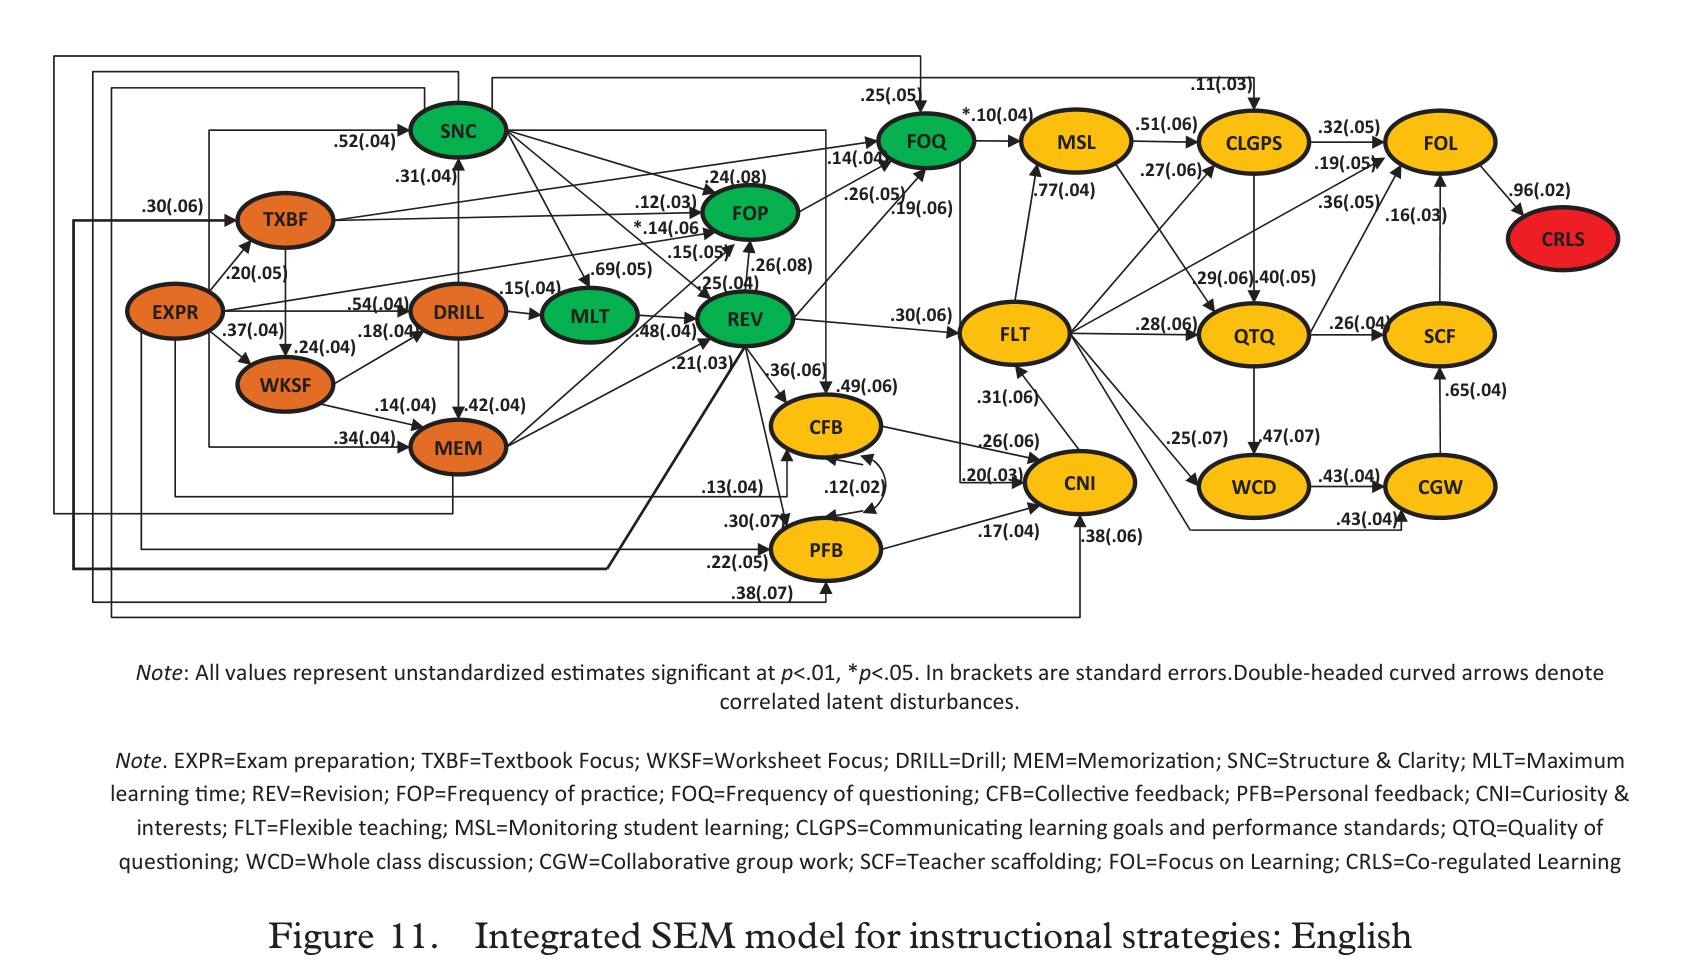 .11(.03)
.25(.05)
*.10(.04)
SNC
.51(.06)
.32(.05)
.52(.04)
FOQ
MSL
CLGPS
FOL
.14(.04)
.19(.05)
.31(.04)
.24(.08)
.27(.06)
.77(.04)
.96(.02)
.30(.06)
.12(.03)
.26(.05)
.19(.06)
.36(.05)
.16(.03)
TXBF
FOP
*.14(.06
CRLS
.15(.05)
.20(.05)
.69(.05)
.26(.08)
.29(.06)
.40(.05)
.54(.04)
.15(.04)
.25(.04)
EXPR
DRILL
MLT
REV
.30(.06)
.28(.06)
.26(.04)
.37(.04)
.18(.04)
.48(.04)
FLT
QTQ
SCF
.24(.04)
.21(.03)
.36(.06)
WKSF
.49(.06)
.65(.04)
.14(.04)
.42(.04)
.31(.06)
CFB
.34(.04)
.26(.06)
.25(.07)
.47(.07)
MEM
.20(.03)
.43(.04)
.13(.04)
.12(.02)
CNI
WCD
CGW
.30(.07)
.17(.04)
.38(.06)
.43(.04)
PFB
.22(.05)
.38(.07)
Note: All values represent unstandardized estimates significant at p<.01, *p<.05. In brackets are standard errors.Double-headed curved arrows denote
correlated latent disturbances.
Note. EXPR=Exam preparation; TXBF=Textbook Focus; WKSF=Worksheet Focus; DRILL=Drill; MEM=Memorization; SNC=Structure & Clarity; MLT=Maximum
learning time; REV=Revision; FOP=Frequency of practice; FOQ=Frequency of questioning; CFB=Collective feedback; PFB=Personal feedback; CNI=Curiosity &
interests; FLT=Flexible teaching; MSL=Monitoring student learning; CLGPS=Communicating learning goals and performance standards; QTQ=Quality of
questioning; WCD=Whole class discussion; CGW=Collaborative group work; SCF=Teacher scaffolding; FOL=Focus on Learning; CRLS=Co-regulated Learning
Figure 11. Integrated SEM model for instructional strategies: English